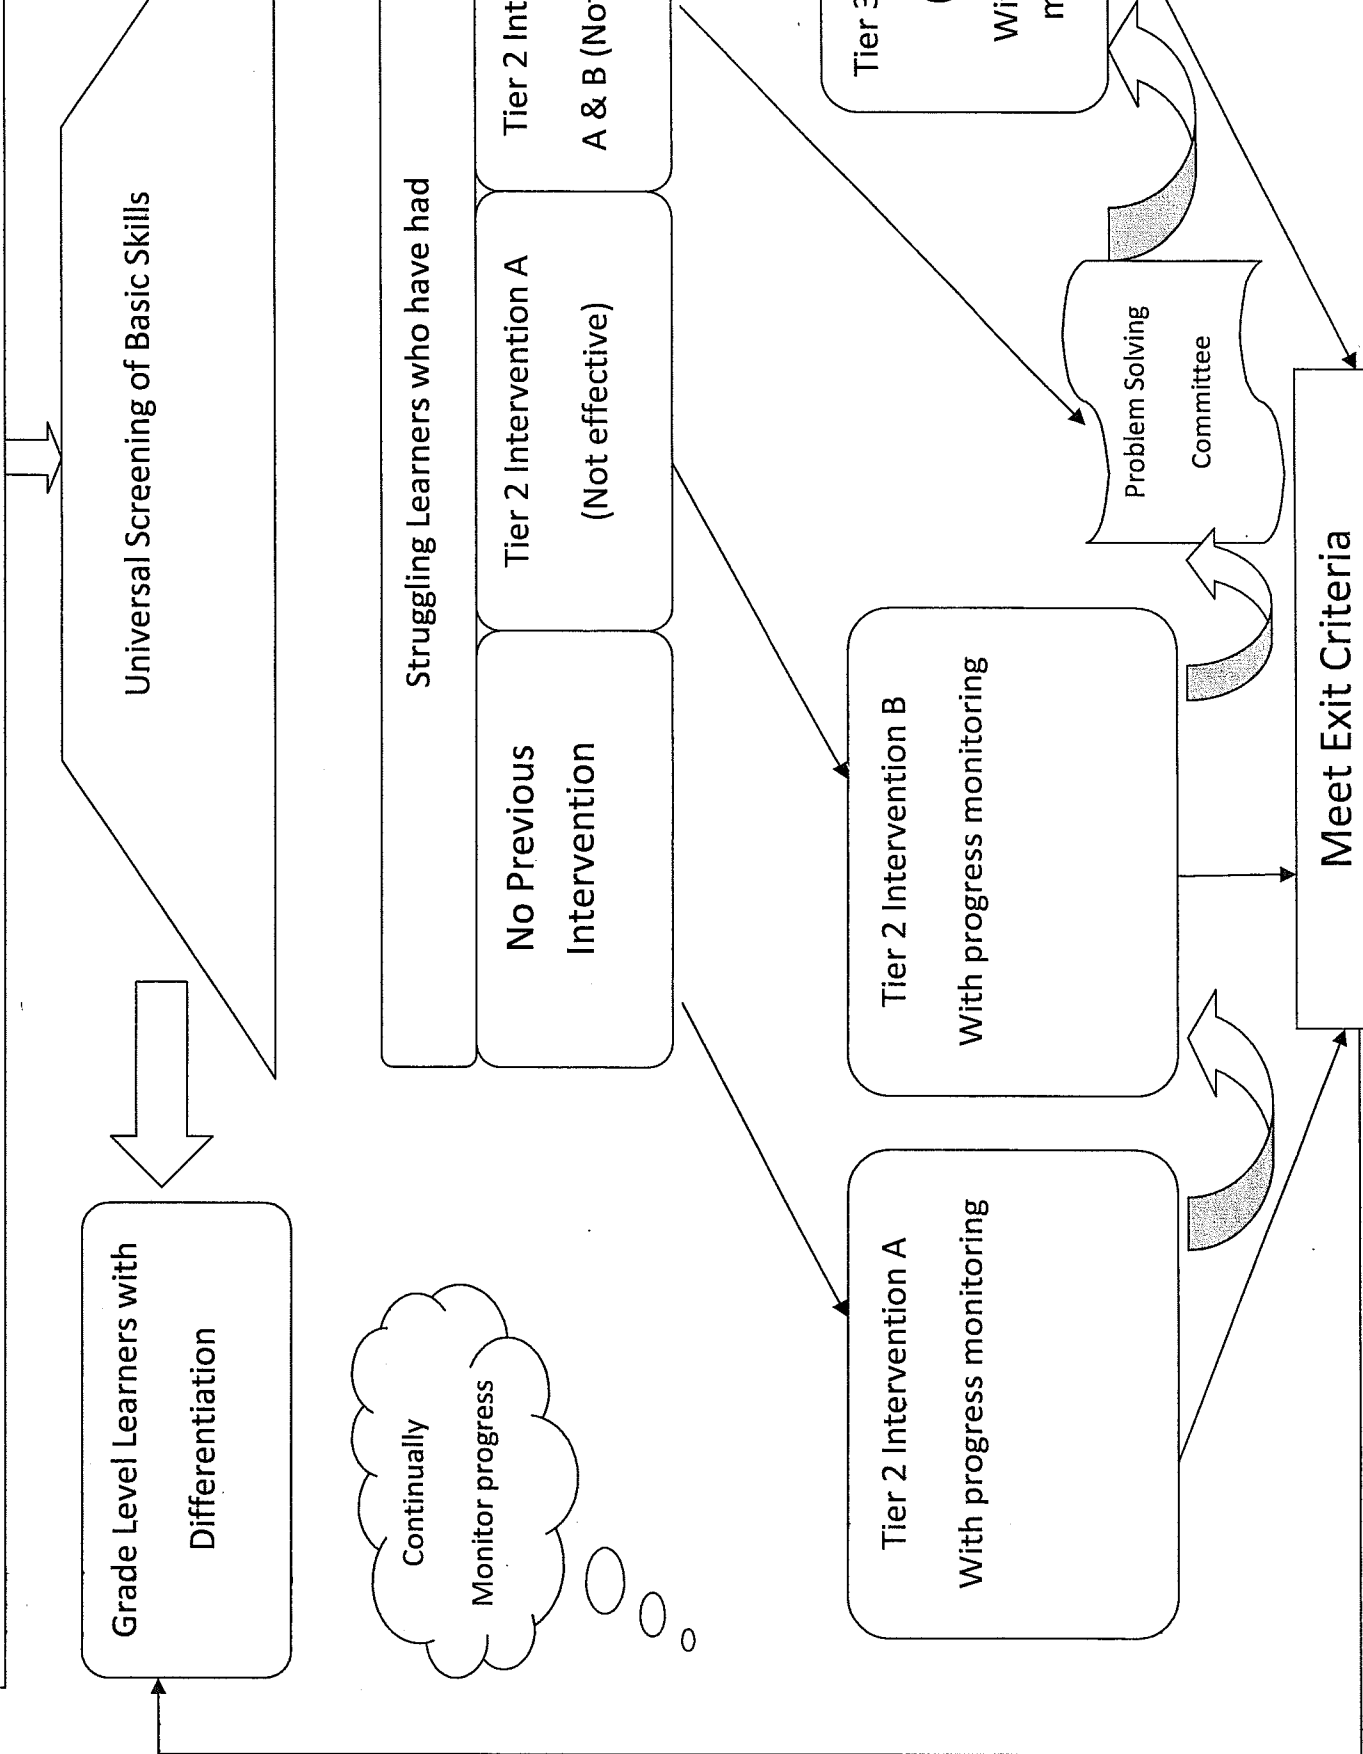 Universal Screening of Basic Skills
Grade Level Learners with
Differentiation
Struggling Learners who have had
No Previous
Intervention
Tier 2 Intervention A
(Not effective)
Tier 2 Int
A & B (Not
Continually
Monitor progress
Tier 2 Intervention A
With progress monitoring
Tier 2 Intervention B
With progress monitoring
Problem Solving
Committee
Tier 3
(
Wi
m
Meet Exit Criteria